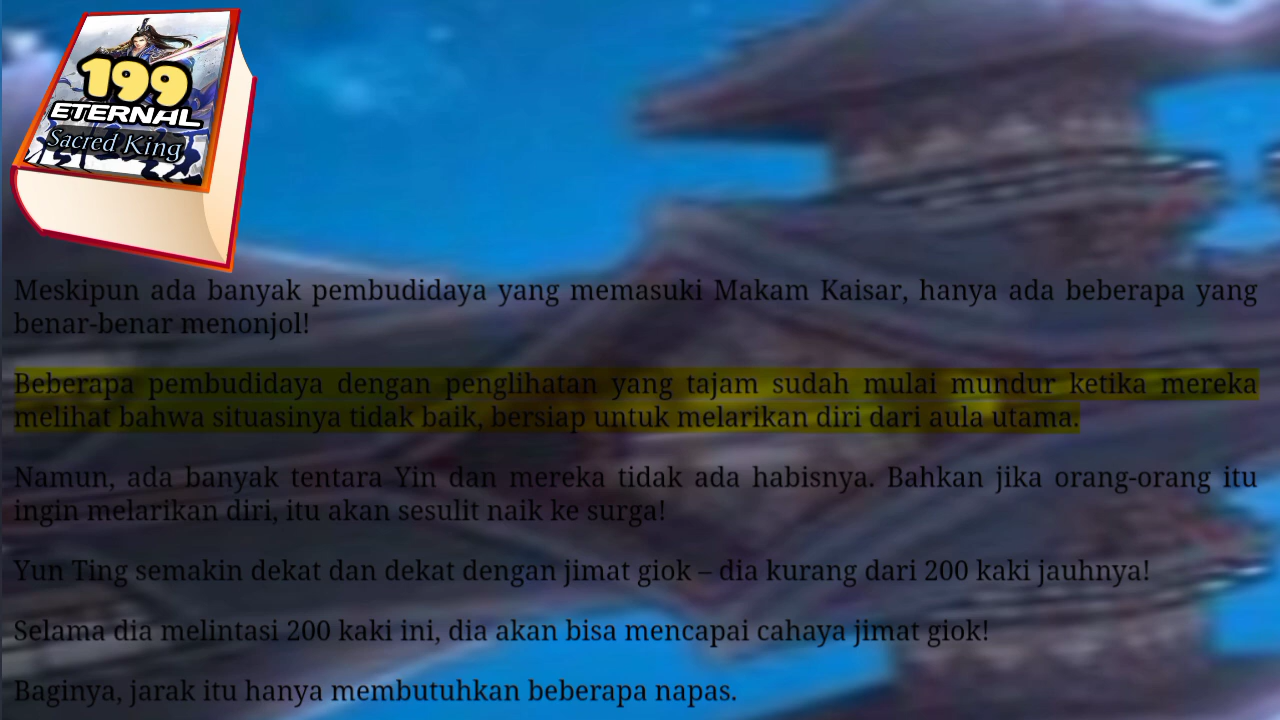 199
ETERNAL
Sacred King
Meskipun ada banyak pembudidaya yang memasuki Makam Kaisar, hanya ada beberapa yang
benar-benar menonjol!
Beberapa pembudidaya dengan penglihatan yang tajam sudah mulai mundur ketika mereka
melihat bahwa situasinya tidak baik, bersiap untuk melarikan diri dari aula utama.
Namun, ada banyak tentara Yin dan mereka tidak ada habisnya. Bahkan jika orang-orang itu
ingin melarikan diri, itu akan sesulit naik ke surga!
Yun Ting semakin dekat dan dekat dengan jimat giok – dia kurang dari 200 kaki jauhnya!
Selama dia melintasi 200 kaki ini, dia akan bisa mencapai cahaya jimat giok!
Baginya, jarak itu hanya membutuhkan beberapa napas.